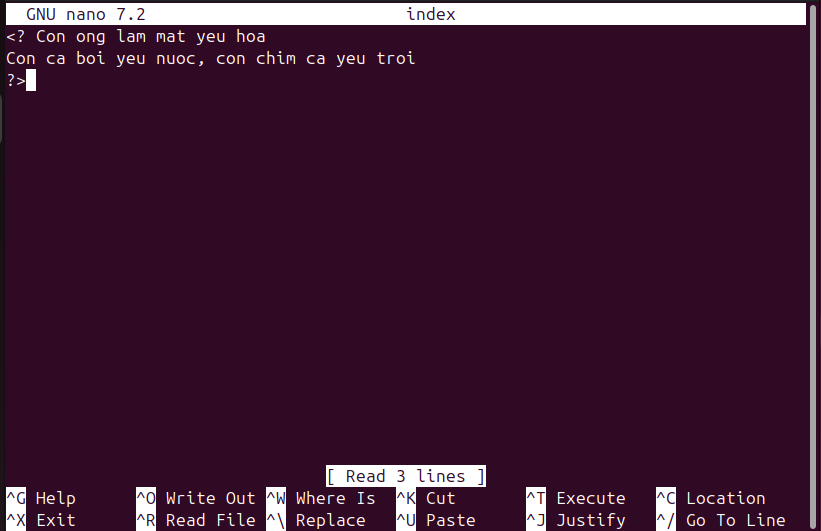 GNU nano 7.2 index
<? Con ong lam mat yeu hoa
Con ca boi yeu nuoc, con chim ca yeu troi
?>
[ Read 3 lines ]
^G Help ^O Write Out ^W Where Is ^K Cut ^T Execute ^C Location
^X Exit ^R Read File ^\ Replace ^U Paste ^J Justify ^/ Go To Line